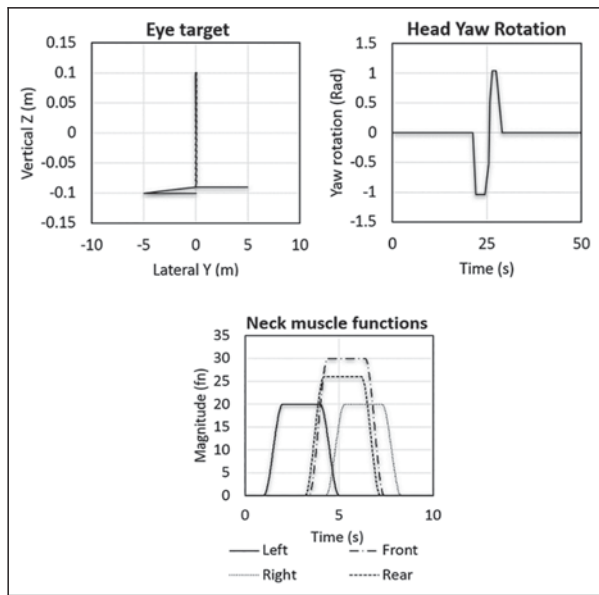 Eye target
0.15
0.1
0.05
0
-0.05
-0.1
-0.15
Vertical Z (m)
-10
-5
0
5
10
Lateral Y (m)
Head Yaw Rotation
1.5
1
0.5
0
-0.5
-1
-1.5
Yaw rotation (Rad)
0
25
50
Time (s)
Neck muscle functions
35
30
25
20
15
10
5
0
Magnitude (fn)
0
5
10
Time (s)
Left
Front
Right
Rear